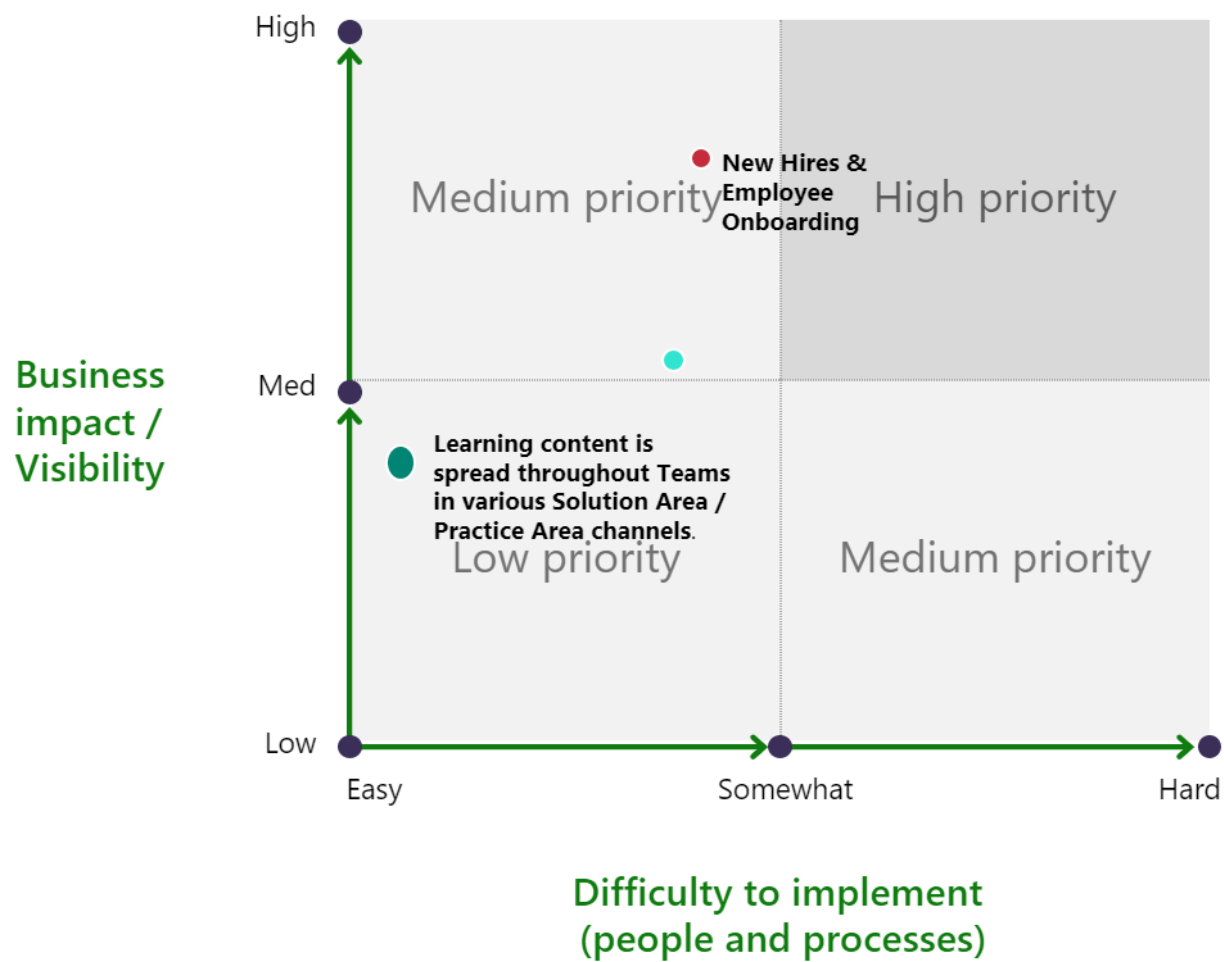 High
New Hires &
Employee
Onboarding
Medium priority
High priority
Business
impact /
Visibility
Med
Learning content is
spread throughout Teams
in various Solution Area /
Practice Area channels.
Low priority
Medium priority
Low
Easy
Somewhat
Hard
Difficulty to implement
(people and processes)